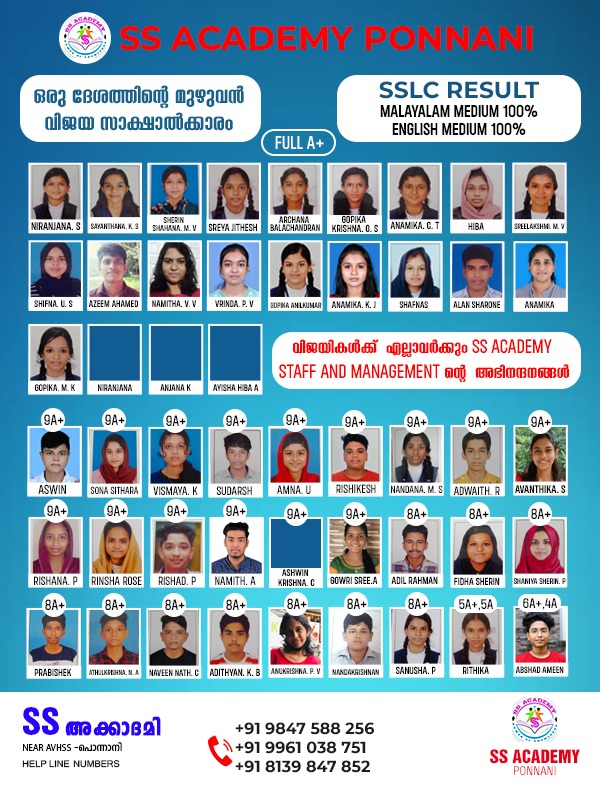 SS ACADEMY
SS ACADEMY PONNANI
ഒരു ദേശത്തിന്റെ മുഴുവൻ
വിജയ സാക്ഷാൽക്കാരം
SSLC RESULT
MALAYALAM MEDIUM 100%
ENGLISH MEDIUM 100%
FULL A+
NIRANJANA. S
SAYANTHANA. K. S
SHERIN
SHAHANA. M. V
SREYA JITHESH
ARCHANA
BALACHANDRAN
GOPIKA
KRISHNA. O. S
ANAMIKA. C. T
HIBA
SREELAKSHMI. M. V
SHIFNA. U. S
AZEEM AHAMED
NAMITHA. V. V
VRINDA. P. V
GOPIKA ANILKUMAR
ANAMIKA. K. J
SHAFNAS
ALAN SHARONE
ANAMIKA
GOPIKA. M. K
NIRANJANA
ANJANA K
AYISHA HIBA A
വിജയികൾക്ക് എല്ലാവർക്കും SS ACADEMY
STAFF AND MANAGEMENT ന്റെ അഭിനന്ദനങ്ങൾ
9A+ 9A+ 9A+ 9A+ 9A+ 9A+ 9A+ 9A+ 9A+
ASWIN
SONA SITHARA
VISMAYA. K
SUDARSH
AMNA. U
RISHIKESH
NANDANA. M. S
ADWAITH. R
AVANTHIKA. S
9A+ 9A+ 9A+ 9A+ 9A+ 9A+ 8A+ 8A+ 8A+
RISHANA. P
RINSHA ROSE
RISHAD. P
NAMITH. A
ASHWIN
KRISHNA. C
GOWRI SREE.A
ADIL RAHMAN
FIDHA SHERIN
SHANIYA SHERIN. P
8A+ 8A+ 8A+ 8A+ 8A+ 8A+ 8A+ 5A+,5A 6A+,4A
PRABISHEK
ATHULKRISHNA. N. A
NAVEEN NATH. C
ADITHYAN. K. B
ANUKRISHNA. P. V
NANDAKRISHNAN
SANUSHA. P
RITHIKA
ABSHAD AMEEN
SS അക്കാദമി
NEAR AVHSS -പൊന്നാനി
HELP LINE NUMBERS
+91 9847 588 256
+91 9961 038 751
+91 8139 847 852
SS ACADEMY
SS ACADEMY
PONNANI